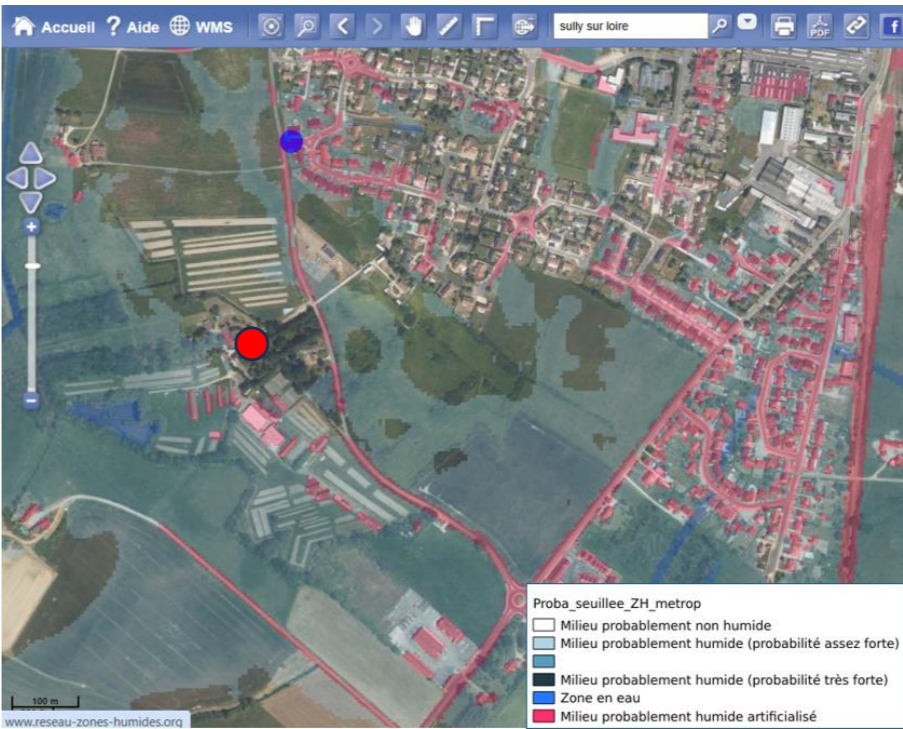 Accueil ? Aide WMS sully sur loire PDF f
Proba_seuillee_ZH_metrop
Milieu probablement non humide
Milieu probablement humide (probabilité assez forte)
Milieu probablement humide (probabilité très forte)
Zone en eau
Milieu probablement humide artificialisé
100 m
www.reseau-zones-humides.org